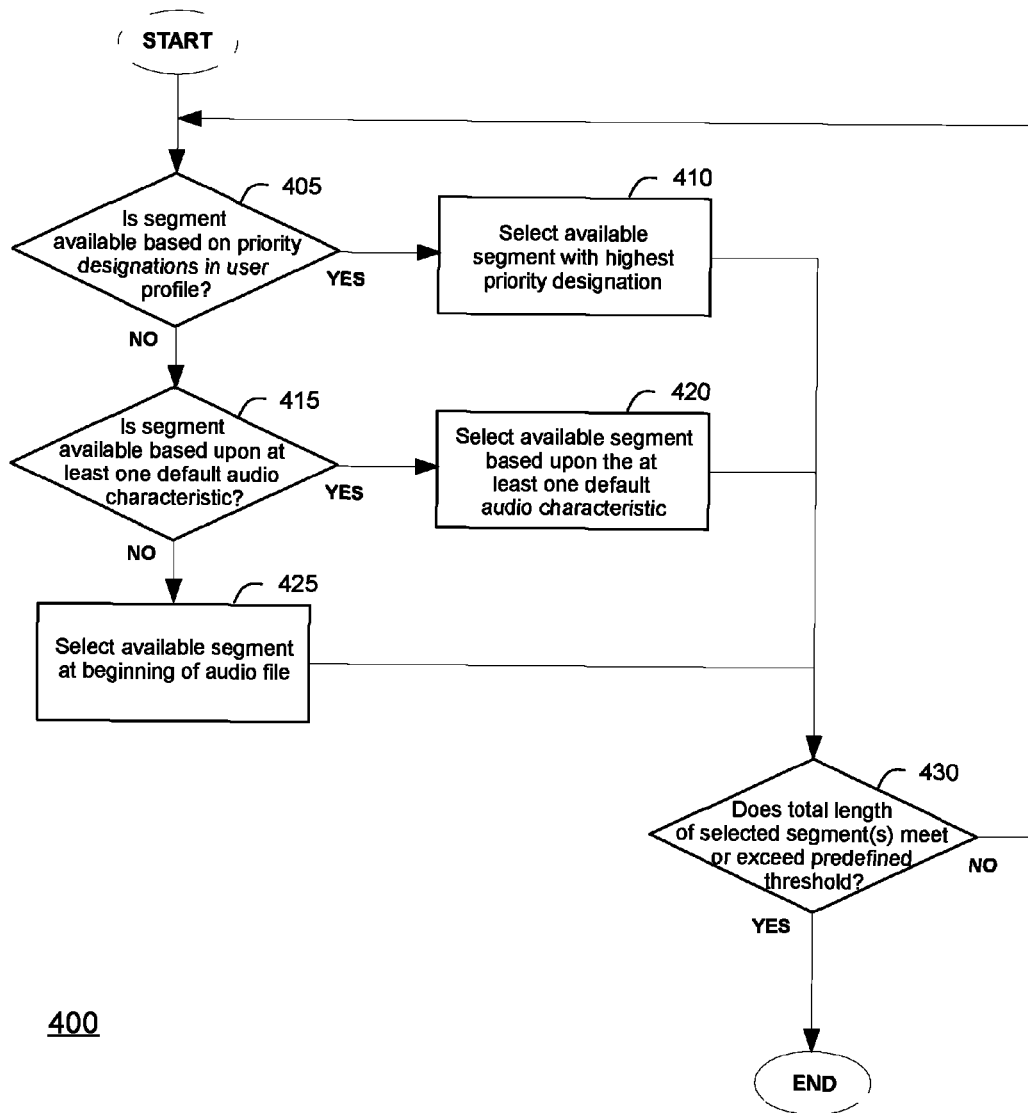 START
405
Is segment
available based on priority
designations in user
profile?
YES
NO
410
Select available
segment with highest
priority designation
415
Is segment
available based upon at
least one default audio
characteristic?
YES
NO
420
Select available segment
based upon the at
least one default
audio characteristic
425
Select available segment
at beginning of audio file
430
Does total length
of selected segment(s) meet
or exceed predefined
threshold?
NO
YES
400
END